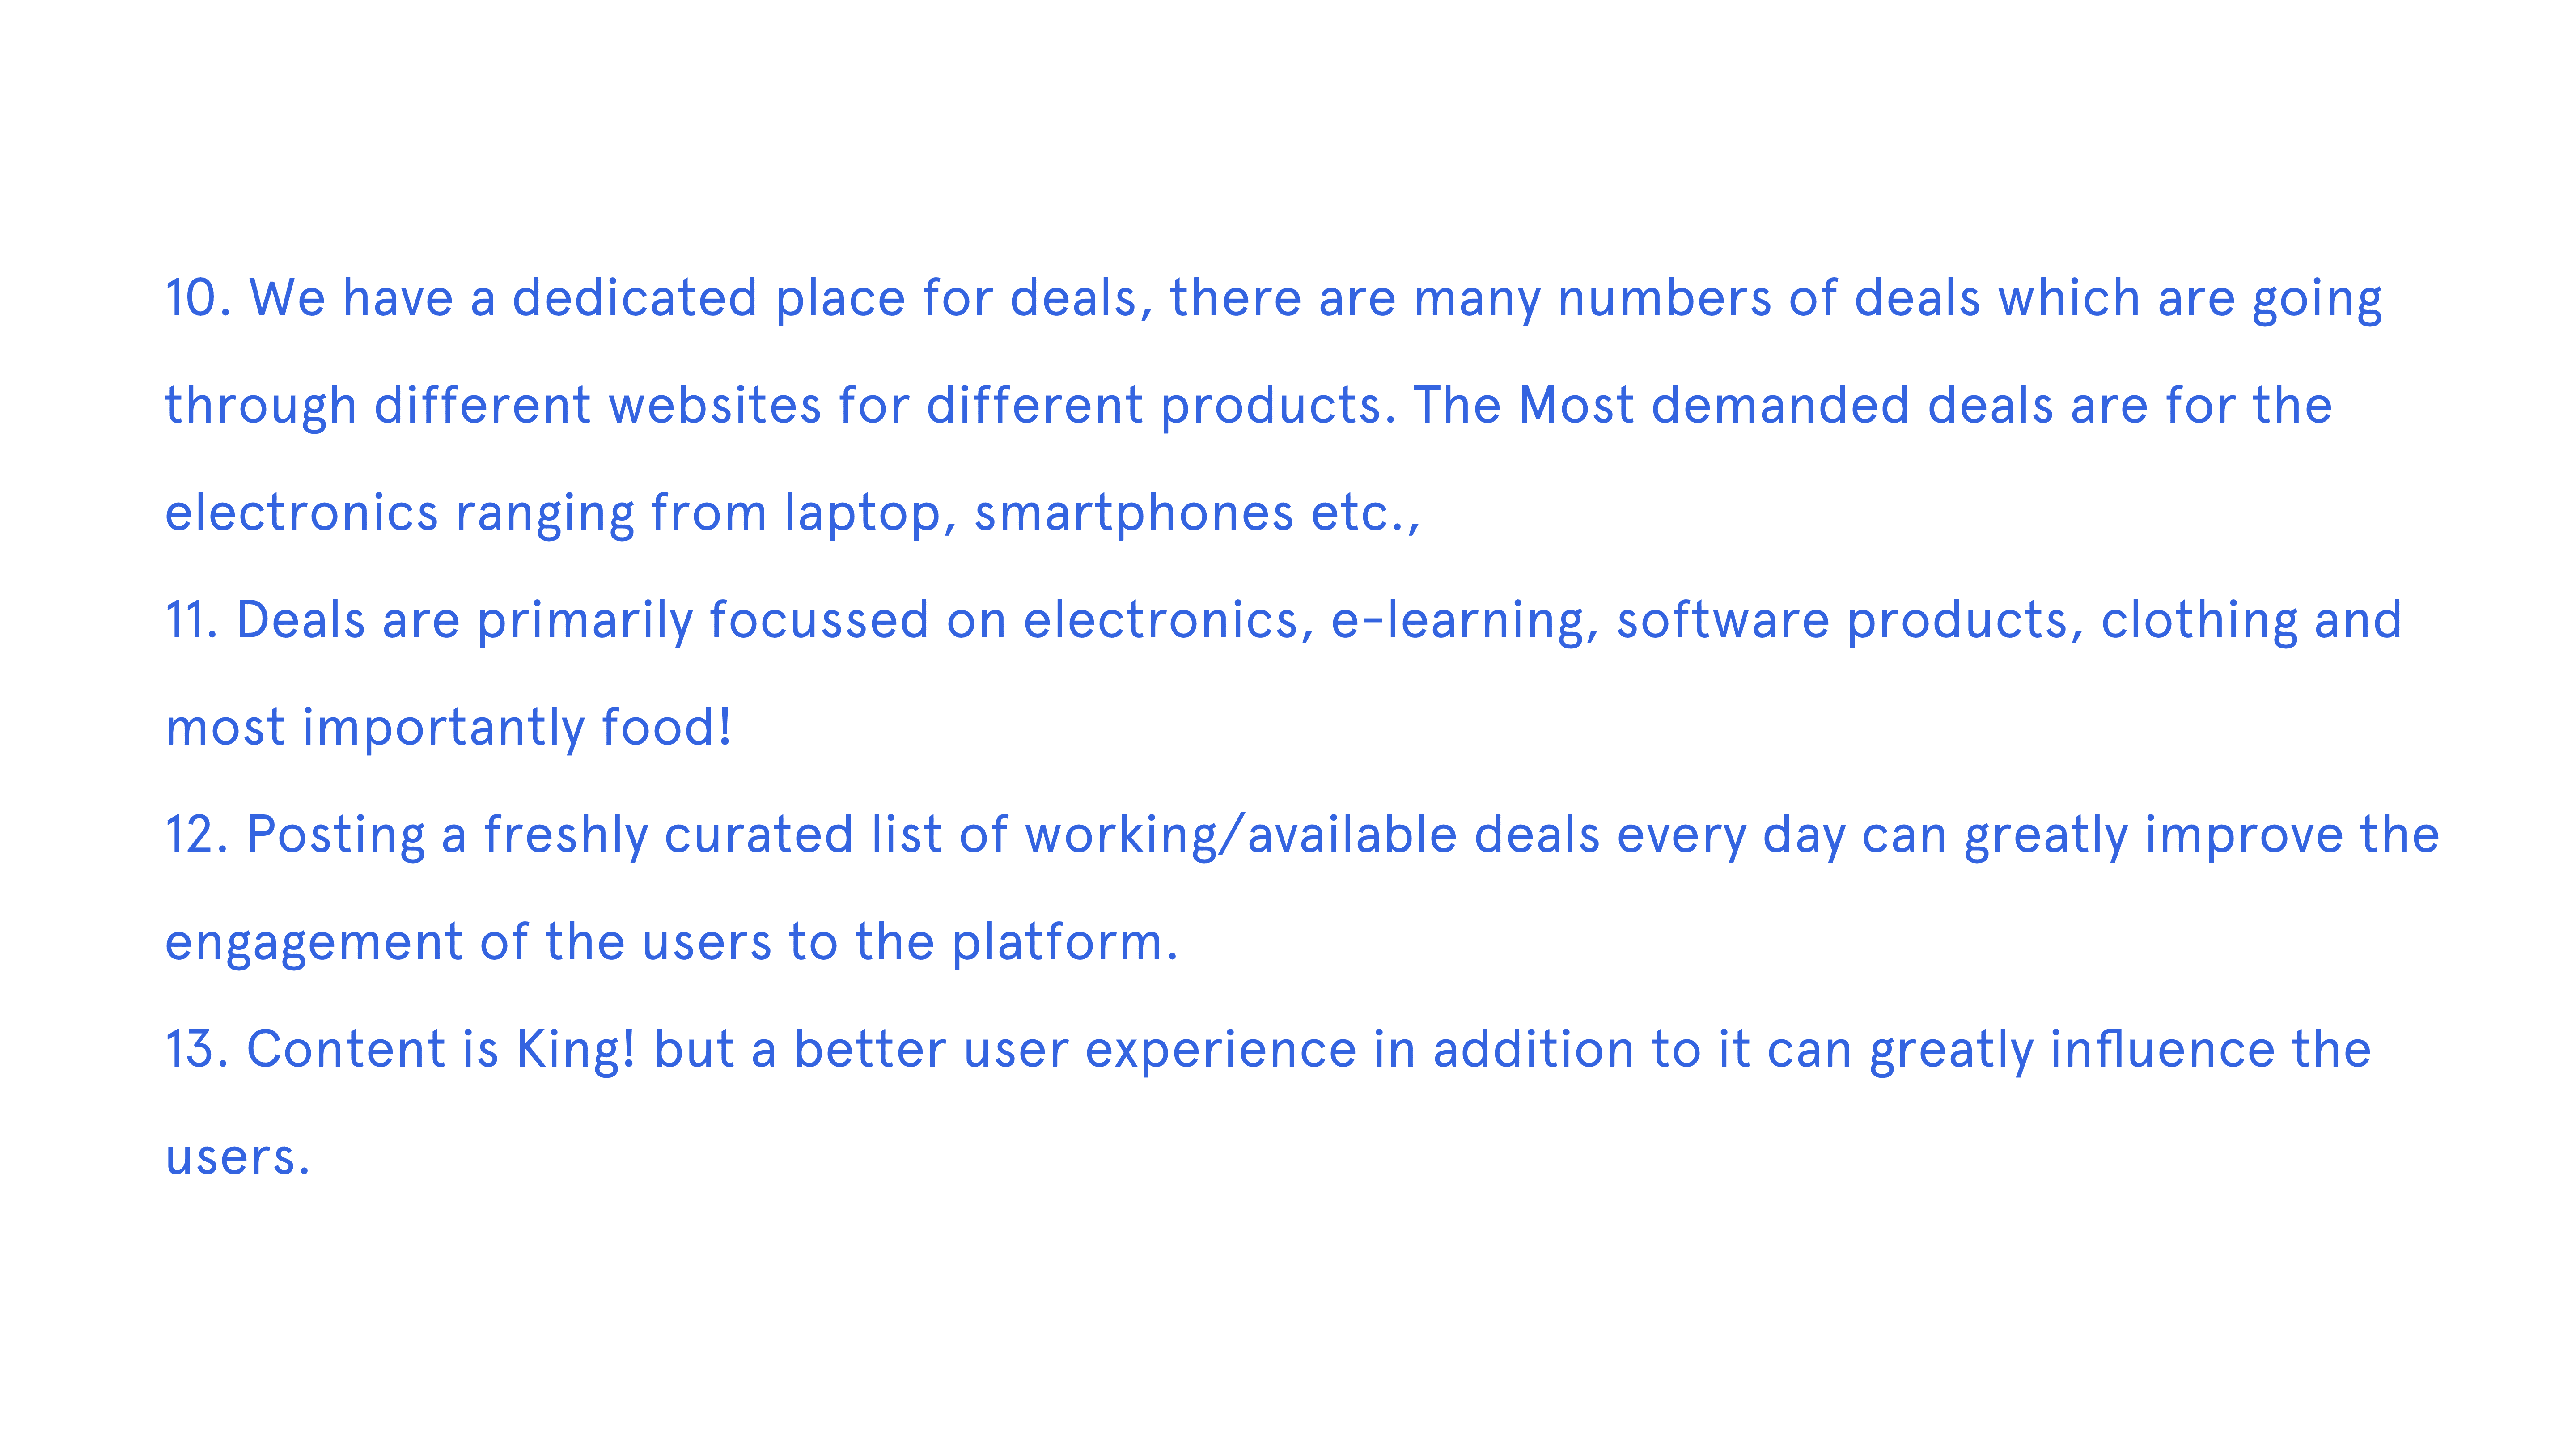 10. We have a dedicated place for deals, there are many numbers of deals which are going
through different websites for different products. The Most demanded deals are for the
electronics ranging from laptop, smartphones etc.,
11. Deals are primarily focussed on electronics, e-learning, software products, clothing and
most importantly food!
12. Posting a freshly curated list of working/available deals every day can greatly improve the
engagement of the users to the platform.
13. Content is King! but a better user experience in addition to it can greatly influence the
users.